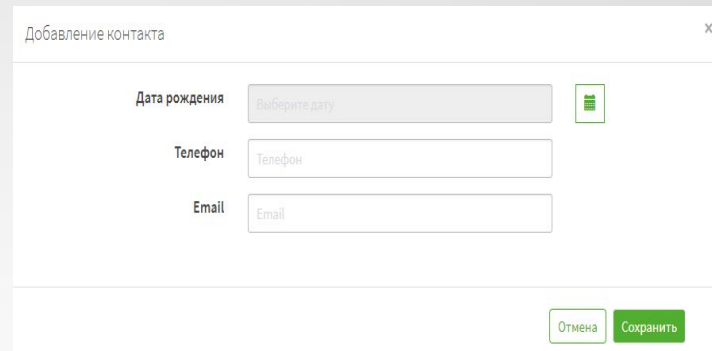 Добавление контакта
x
Дата рождения
Выберите дату
Телефон
Телефон
Email
Email
Отмена
Сохранить